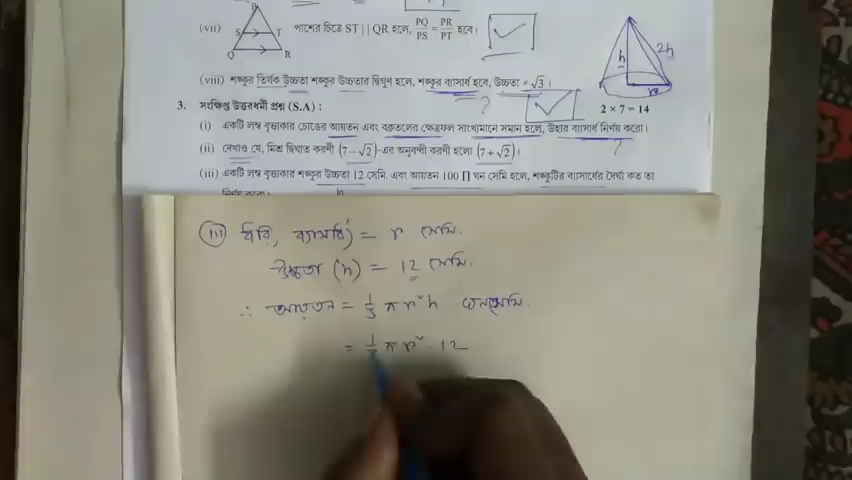 P
S T
Q R
(vii) পাশের চিত্রে ST || QR হলে, PQ/PS = PR/PT হবে।
h 2h
r
(viii) শঙ্কুর তির্যক উচ্চতা শঙ্কুর উচ্চতার দ্বিগুণ হলে, শঙ্কুর ব্যাসার্ধ হবে, উচ্চতা × √3 ।
?
3. সংক্ষিপ্ত উত্তরধর্মী প্রশ্ন (S.A) : 2 × 7 = 14
(i) একটি লম্ব বৃত্তাকার চোঙের আয়তন এবং বক্রতলের ক্ষেত্রফল সাংখ্যমানে সমান হলে, উহার ব্যাসার্ধ নির্ণয় করো।
(ii) দেখাও যে, মিশ্র দ্বিঘাত করণী (7−√2)-এর অনুবন্ধী করণী হলো (7+√2) ।
?
(iii) একটি লম্ব বৃত্তাকার শঙ্কুর উচ্চতা 12 সেমি. এবং আয়তন 100 ∏ ঘন সেমি হলে, শঙ্কুটির ব্যাসার্ধের দৈর্ঘ্য কত তা
নির্ণয় করো।
h
(iii) ধরি, ব্যাসার্ধ = r সেমি.
উচ্চতা (h) = 12 সেমি.
∴ আয়তন = 1/3 π r² h ঘনসেমি.
= 1/3 π r² 12